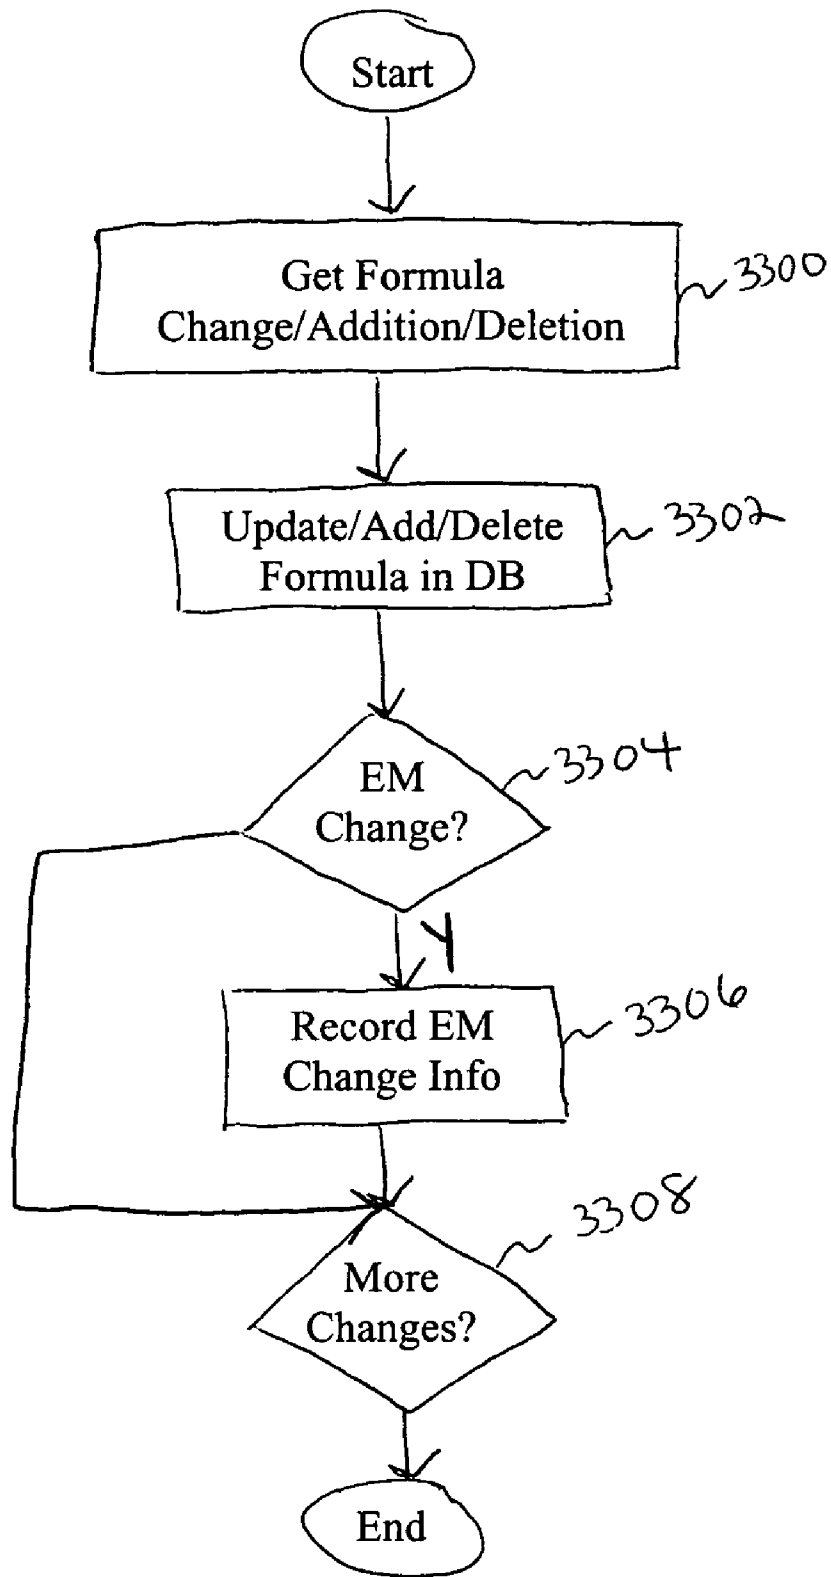 Start
Get Formula
Change/Addition/Deletion
3300
Update/Add/Delete
Formula in DB
3302
EM
Change?
3304
Y
Record EM
Change Info
3306
More
Changes?
3308
End